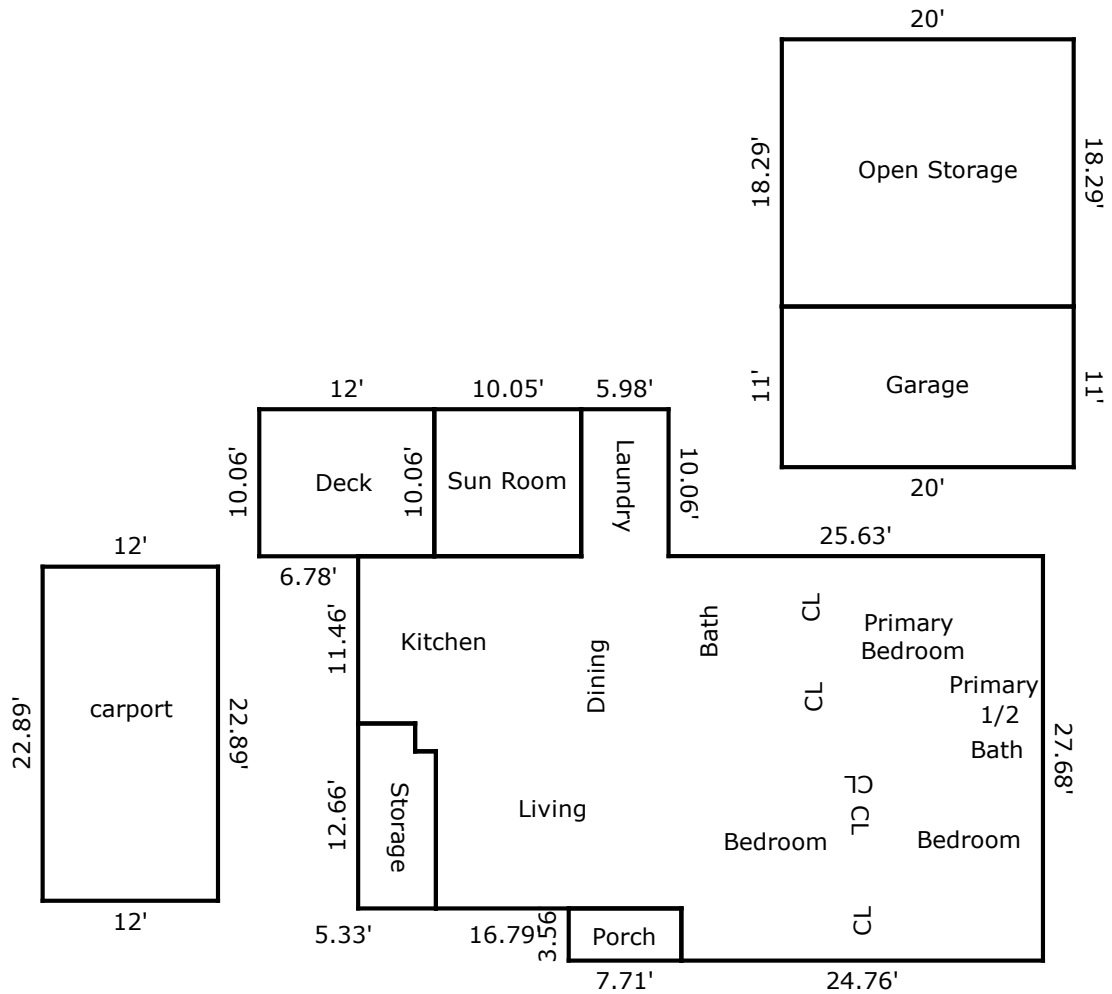 20'
18.29'
Open Storage
18.29'
11'
Garage
11'
20'
12'
10.05'
5.98'
10.06'
Deck
10.06'
Sun Room
Laundry
10.06'
25.63'
12'
6.78'
11.46'
Kitchen
Dining
Bath
CL
Primary
Bedroom
CL
Primary
1/2
Bath
22.89'
carport
22.89'
27.68'
12.66'
Storage
Living
CL
CL
Bedroom
Bedroom
CL
12'
5.33'
16.79'
3.56
Porch
7.71'
24.76'